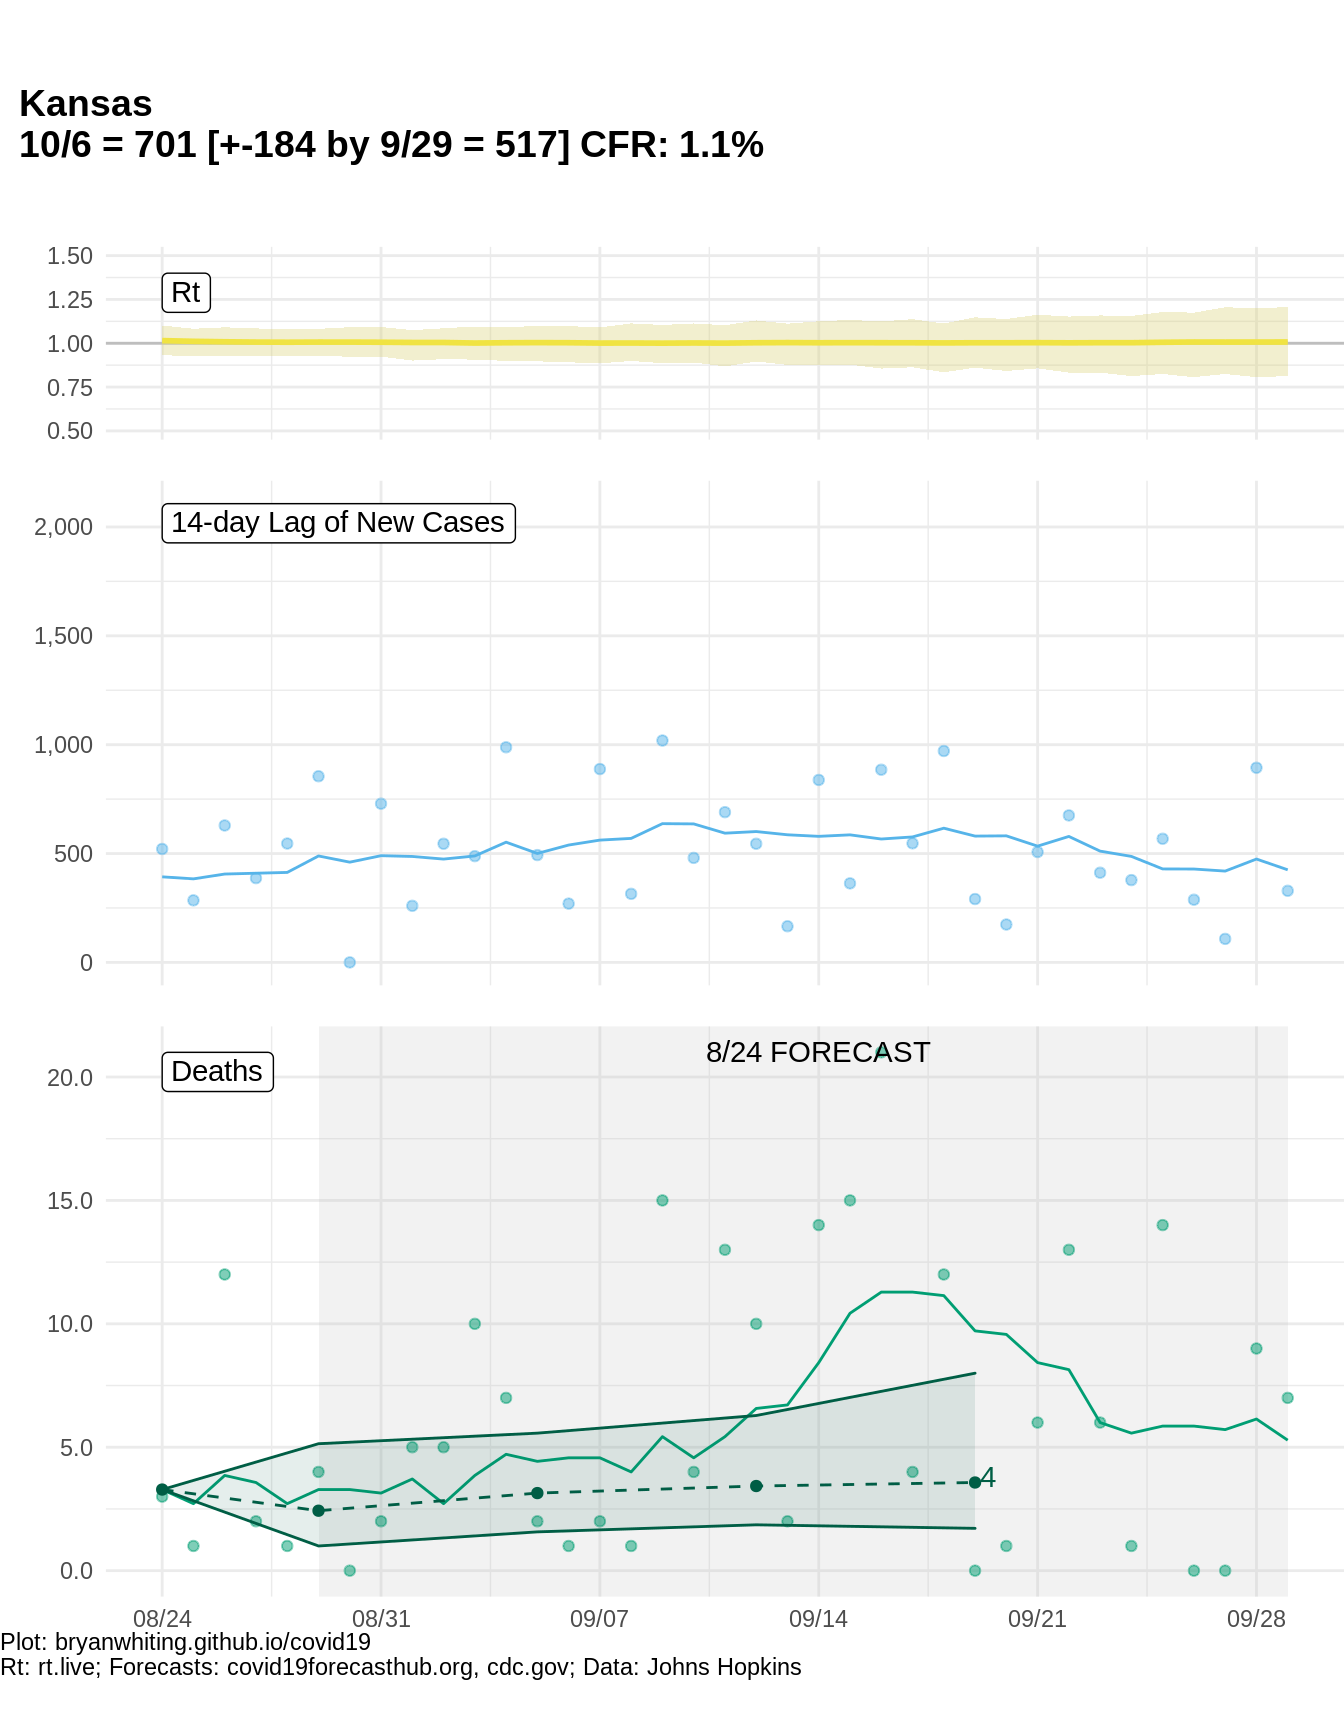 Kansas
10/6 = 701 [+-184 by 9/29 = 517] CFR: 1.1%
1.50
Rt
1.25
1.00
0.75
0.50
14-day Lag of New Cases
2,000
1,500
1,000
500
0
8/24 FORECAST
Deaths
20.0
15.0
10.0
5.0
4
0.0
08/24 08/31 09/07 09/14 09/21 09/28
Plot: bryanwhiting.github.io/covid19
Rt: rt.live; Forecasts: covid19forecasthub.org, cdc.gov; Data: Johns Hopkins